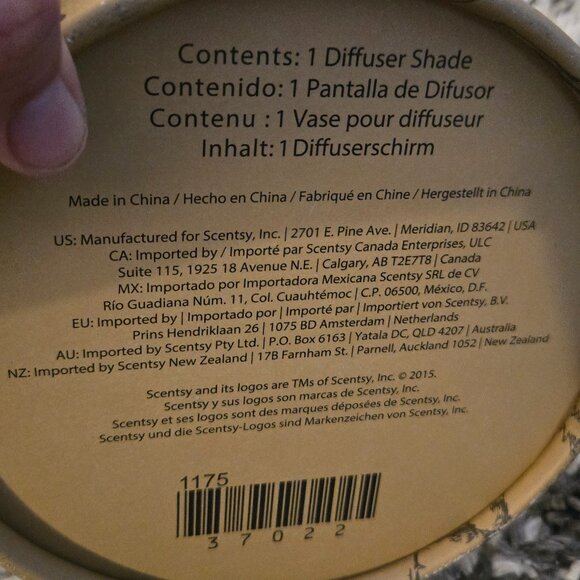 Contents: 1 Diffuser Shade
Contenido: 1 Pantalla de Difusor
Contenu : 1 Vase pour diffuseur
Inhalt: 1 Diffuserschirm
Made in China / Hecho en China / Fabriqué en Chine / Hergestellt in China
US: Manufactured for Scentsy, Inc. | 2701 E. Pine Ave. | Meridian, ID 83642 | USA
CA: Imported by / Importé par Scentsy Canada Enterprises, ULC
Suite 115, 1925 18 Avenue N.E. | Calgary, AB T2E7T8 | Canada
MX: Importado por Importadora Mexicana Scentsy SRL de CV
Río Guadiana Núm. 11, Col. Cuauhtémoc | C.P. 06500, México, D.F.
EU: Imported by | Importado por | Importé par | Importiert von Scentsy, B.V.
Prins Hendriklaan 26 | 1075 BD Amsterdam | Netherlands
AU: Imported by Scentsy Pty Ltd. | P.O. Box 6163 | Yatala DC, QLD 4207 | Australia
NZ: Imported by Scentsy New Zealand | 17B Farnham St. | Parnell, Auckland 1052 | New Zealand
Scentsy and its logos are TMs of Scentsy, Inc. © 2015.
Scentsy y sus logos son marcas de Scentsy, Inc.
Scentsy et ses logos sont des marques déposées de Scentsy, Inc.
Scentsy und die Scentsy-Logos sind Markenzeichen von Scentsy, Inc.
1175
37022